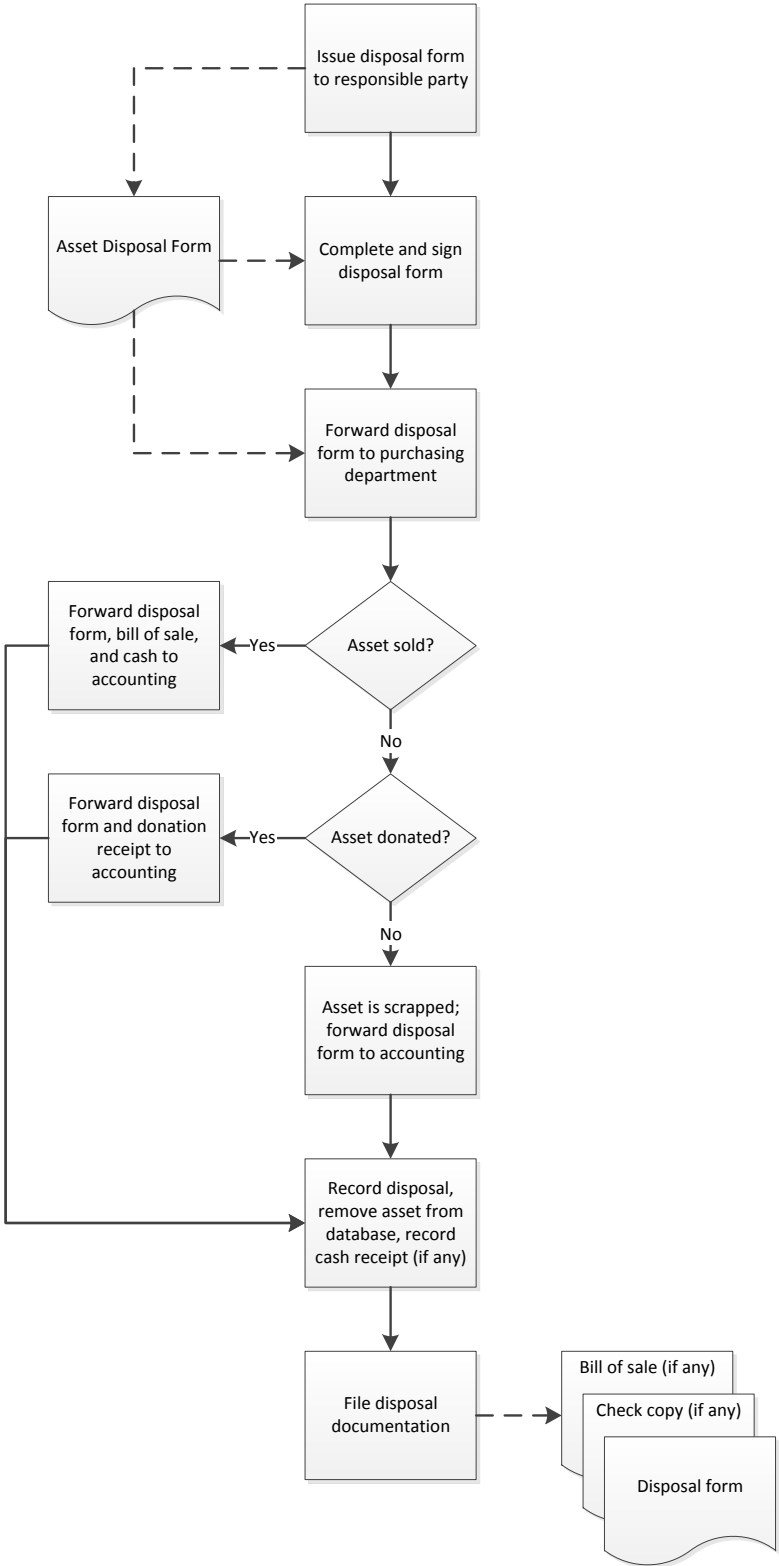 Issue disposal form
to responsible party
Asset Disposal Form
Complete and sign
disposal form
Forward disposal
form to purchasing
department
Forward disposal
form, bill of sale,
and cash to
accounting
Yes
Asset sold?
No
Forward disposal
form and donation
receipt to
accounting
Yes
Asset donated?
No
Asset is scrapped;
forward disposal
form to accounting
Record disposal,
remove asset from
database, record
cash receipt (if any)
File disposal
documentation
Bill of sale (if any)
Check copy (if any)
Disposal form